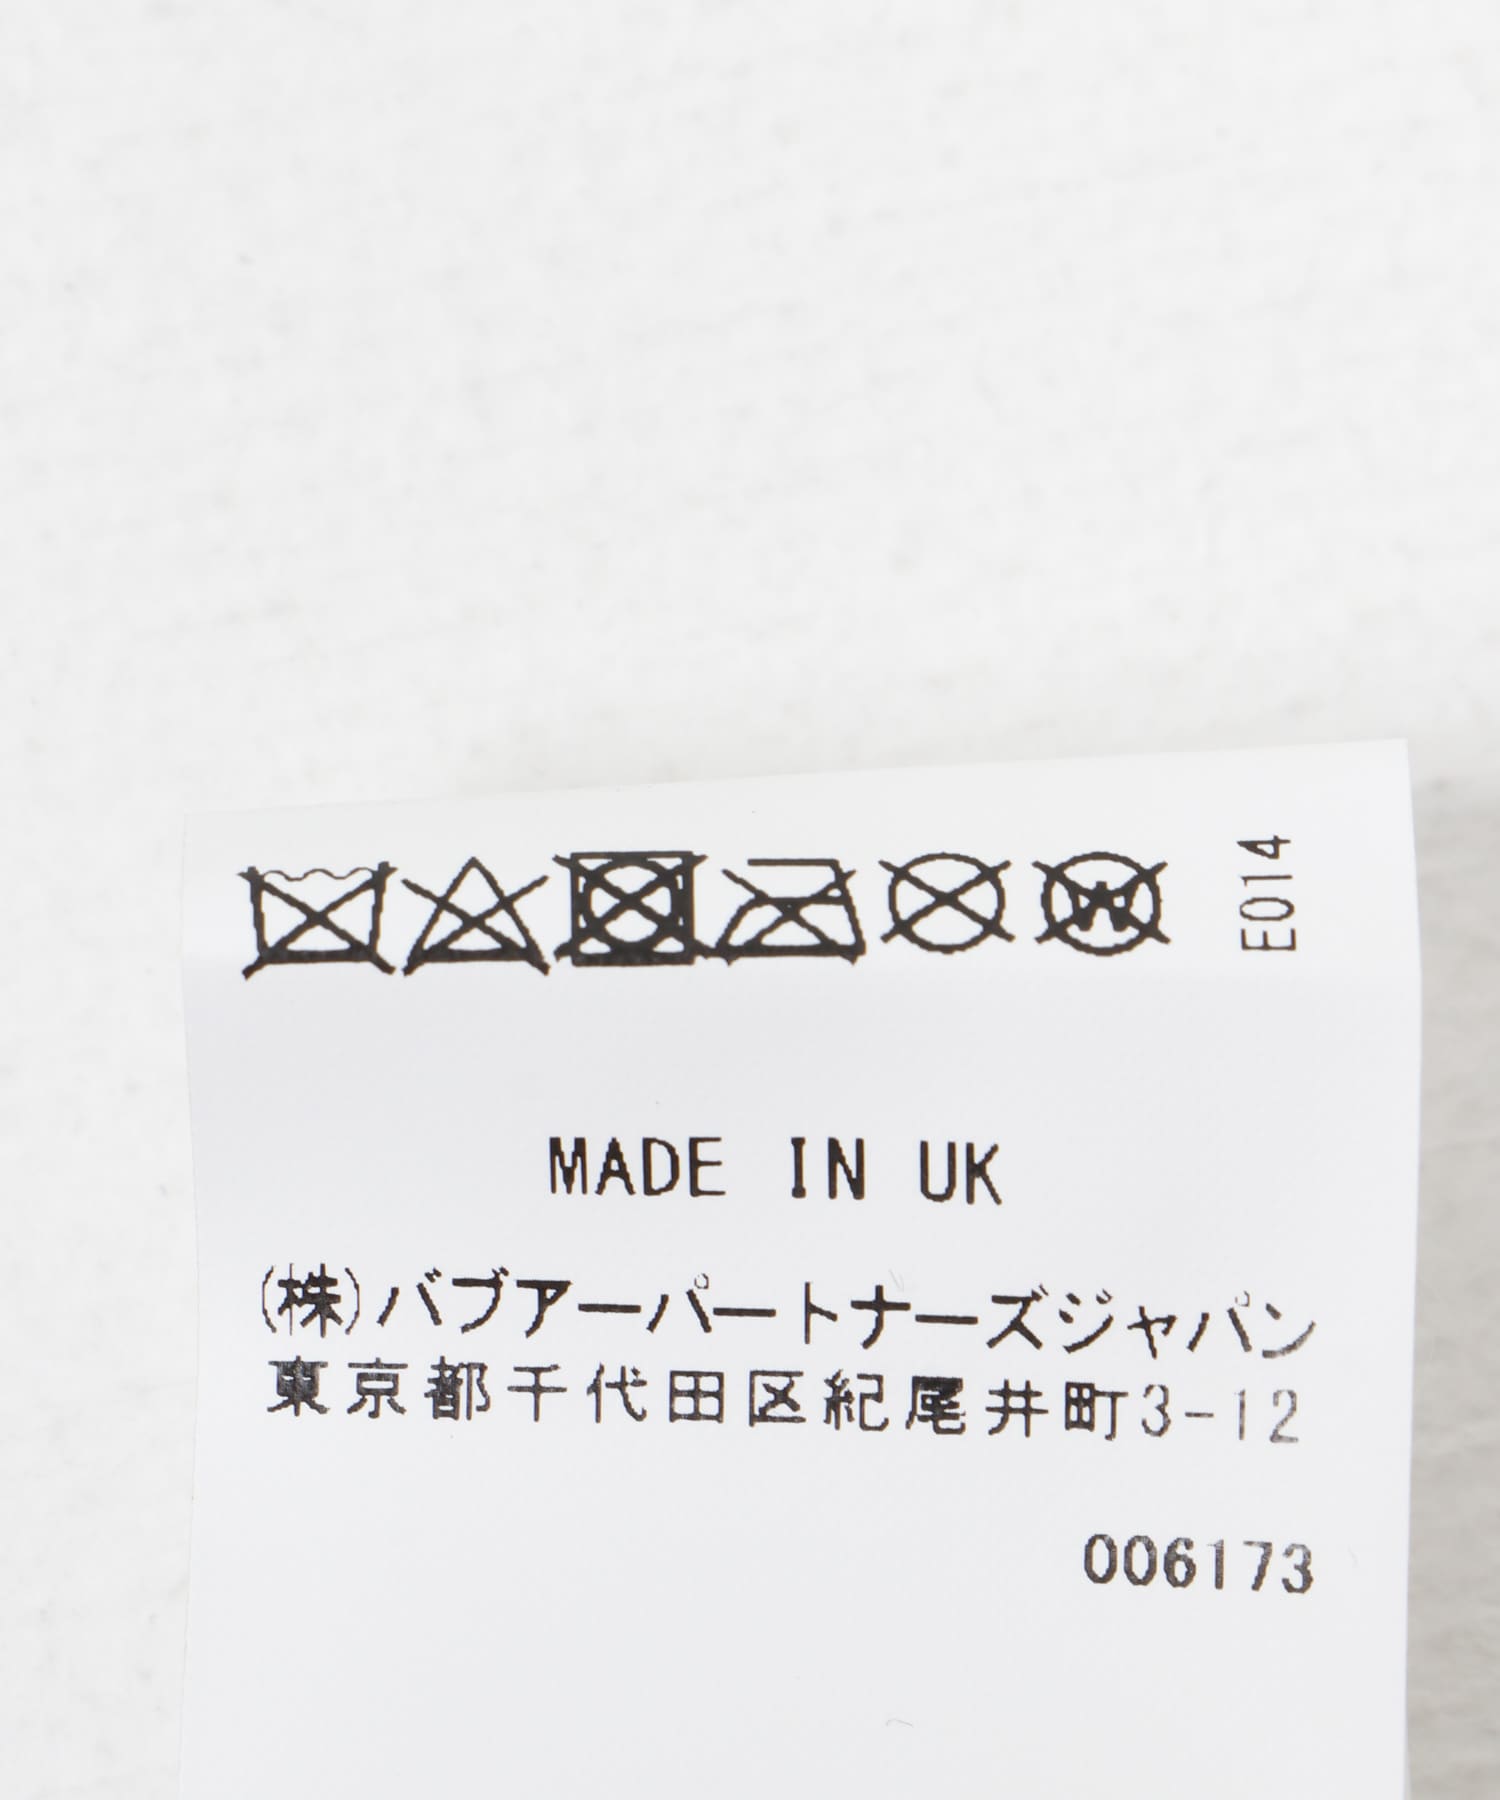 E014
MADE IN UK
(株)バブアーパートナーズジャパン
東京都千代田区紀尾井町3-12
006173